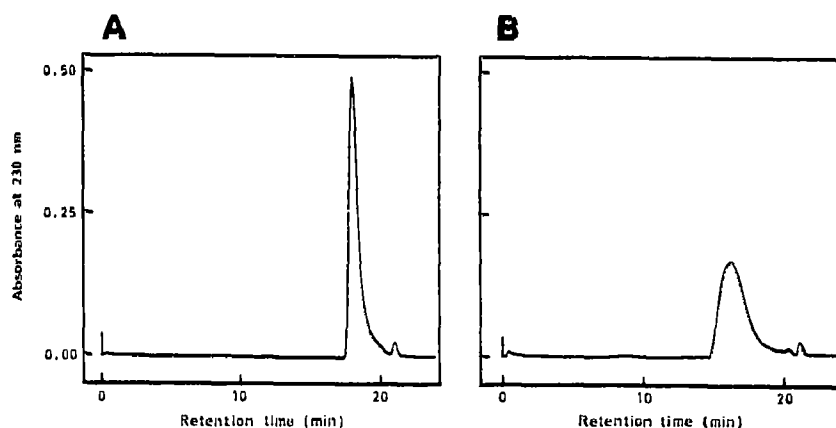 A
B
Absorbance at 230 nm
0.50
0.25
0.00
0 10 20
Retention time (min)
0 10 20
Retention time (min)